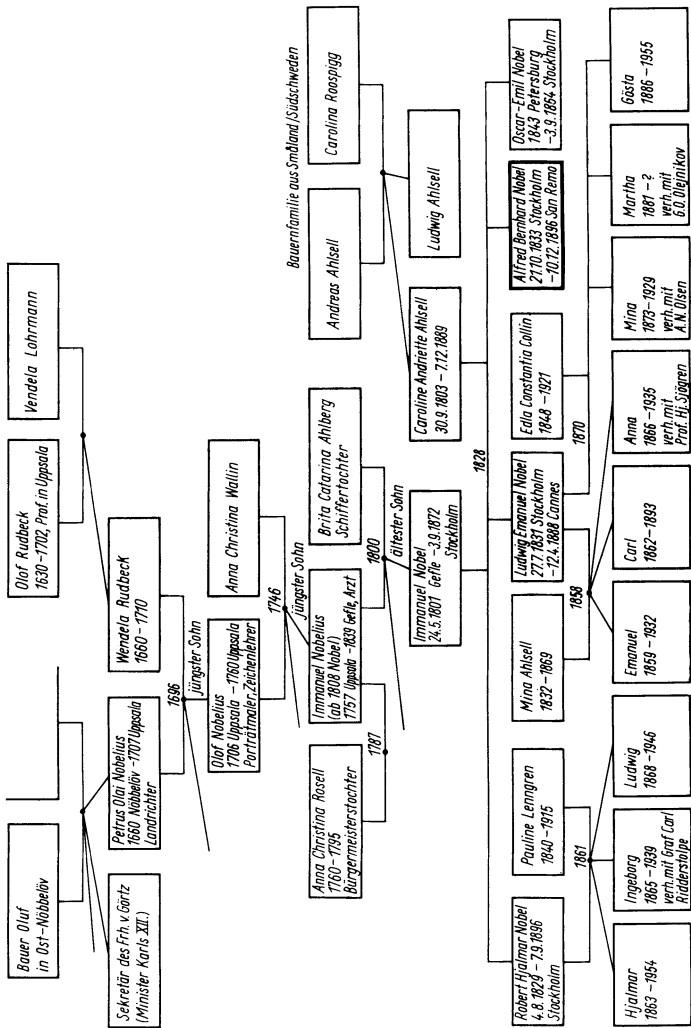 Bauer Oluf
in Ost-Nöbbelöv
Olof Rudbeck
1630-1702, Prof. in Uppsala
Vendela Lohrmann
Sekretär des Frh. v. Görtz
(Minister Karls XII.)
Petrus Olai Nobelius
1660 Nöbbelöv -1707 Uppsala
Landrichter
Wendela Rudbeck
1660-1710
1696
jüngster Sohn
Olof Nobelius
1706 Uppsala -1760 Uppsala
Porträtmaler, Zeichenlehrer
Anna Christina Wallin
1746
jüngster Sohn
Bauernfamilie aus Småland/Südschweden
Anna Christina Rosell
1760-1795
Bürgermeisterstochter
Immanuel Nobelius
(ab 1808 Nobel)
1757 Uppsala -1839 Gefle, Arzt
Brita Catarina Ahlberg
Schiffertochter
Andreas Ahlsell
Carolina Roospigg
1787
1800
ältester Sohn
Immanuel Nobel
24.5.1801 Gefle -3.9.1872
Stockholm
Caroline Andriette Ahlsell
30.9.1803 - 7.12.1889
Ludwig Ahlsell
1828
Robert Hjalmar Nobel
4.8.1829 - 7.9.1896
Stockholm
Pauline Lenngren
1840-1915
Mina Ahlsell
1832-1869
Ludwig Emanuel Nobel
27.7.1831 Stockholm
-12.4.1888 Cannes
Edla Constantia Collin
1848-1921
Alfred Bernhard Nobel
21.10.1833 Stockholm
-10.12.1896 San Remo
Oscar-Emil Nobel
1843 Petersburg
-3.9.1864 Stockholm
1861
1858
1870
Hjalmar
1863-1954
Ingeborg
1865-1939
verh. mit Graf Carl
Ridderstolpe
Ludwig
1868-1946
Emanuel
1859-1932
Carl
1862-1893
Anna
1866-1935
verh. mit
Prof. Hj. Sjögren
Mina
1873-1929
verh. mit
A.N. Olsen
Martha
1881-?
verh. mit
G.O. Olejnikov
Gösta
1886-1955